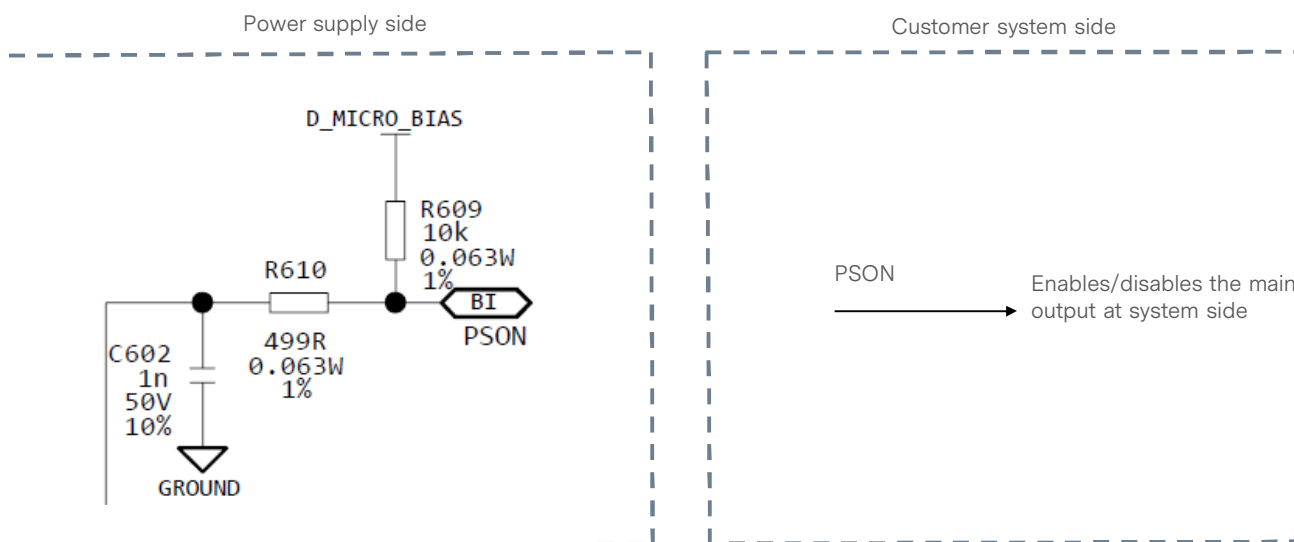 Power supply side
Customer system side
D_MICRO_BIAS
R609
10k
0.063W
1%
R610
499R
0.063W
1%
BI
PSON
C602
1n
50V
10%
GROUND
PSON
Enables/disables the main
output at system side